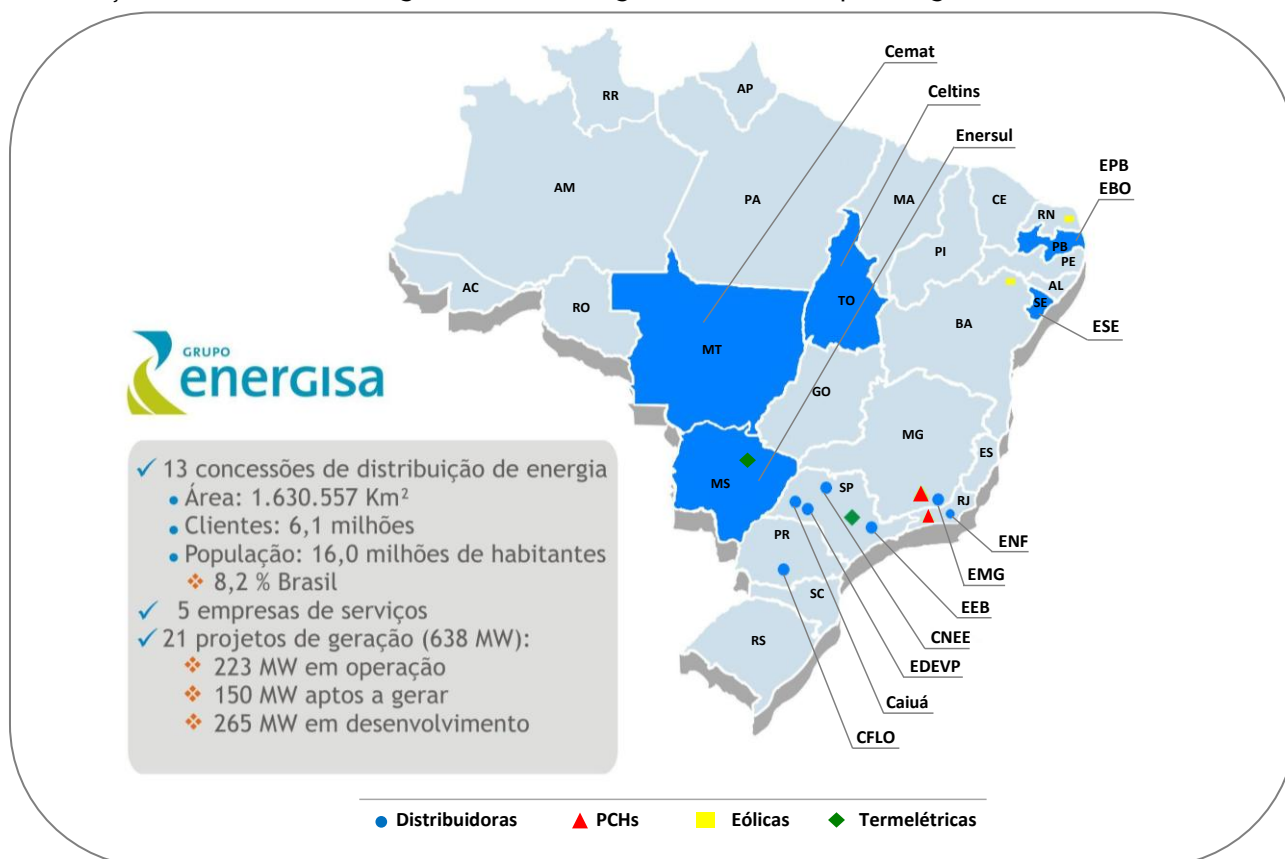 Cemat
Celtins
Enersul
EPB
EBO
RR
AP
AM
PA
MA
CE
RN
PB
PE
PI
AL
SE
ESE
AC
RO
TO
BA
MT
GO
MG
ES
MS
SP
RJ
PR
SC
RS
ENF
EMG
EEB
CNEE
EDEVP
Caiuá
CFLO
GRUPO
energisa
13 concessões de distribuição de energia
Área: 1.630.557 Km²
Clientes: 6,1 milhões
População: 16,0 milhões de habitantes
8,2 % Brasil
5 empresas de serviços
21 projetos de geração (638 MW):
223 MW em operação
150 MW aptos a gerar
265 MW em desenvolvimento
Distribuidoras PCHs Eólicas Termelétricas